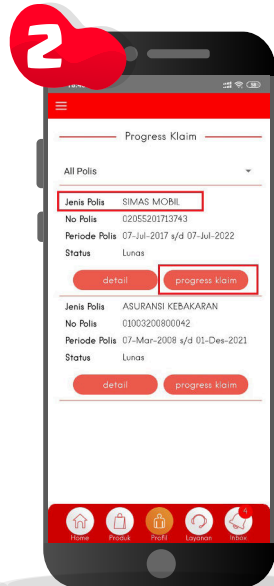 2
Progress Klaim
All Polis
Jenis Polis SIMAS MOBIL
No Polis 02055201713743
Periode Polis 07-Jul-2017 s/d 07-Jul-2022
Status Lunas
detail progress klaim
Jenis Polis ASURANSI KEBAKARAN
No Polis 01003200800042
Periode Polis 07-Mar-2008 s/d 01-Des-2021
Status Lunas
detail progress klaim
4
Home Produk Profil Layanan Inbox